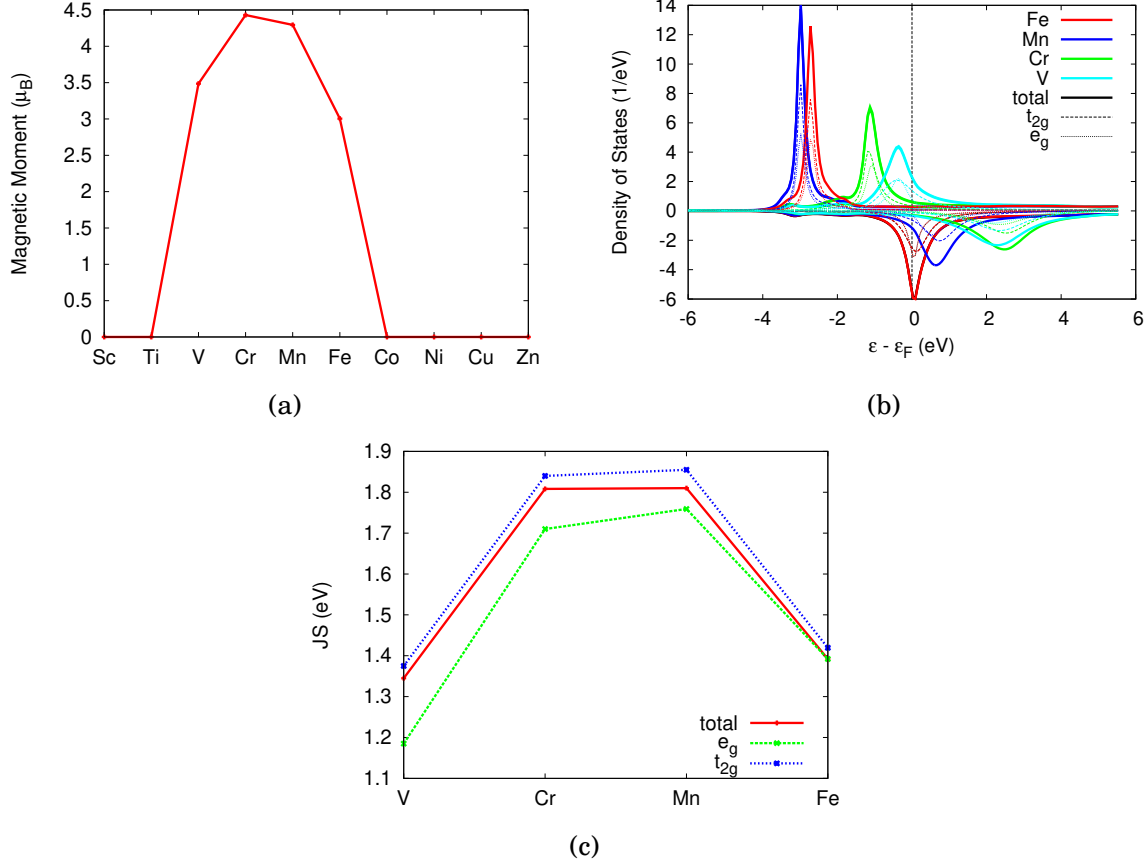 Magnetic Moment (μB)
4.5
4
3.5
3
2.5
2
1.5
1
0.5
0
Sc Ti V Cr Mn Fe Co Ni Cu Zn
(a)
Density of States (1/eV)
14
12
10
8
6
4
2
0
-2
-4
-6
-6 -4 -2 0 2 4 6
ε - εF (eV)
Fe
Mn
Cr
V
total
t2g
eg
(b)
JS (eV)
1.9
1.8
1.7
1.6
1.5
1.4
1.3
1.2
1.1
V Cr Mn Fe
total
eg
t2g
(c)